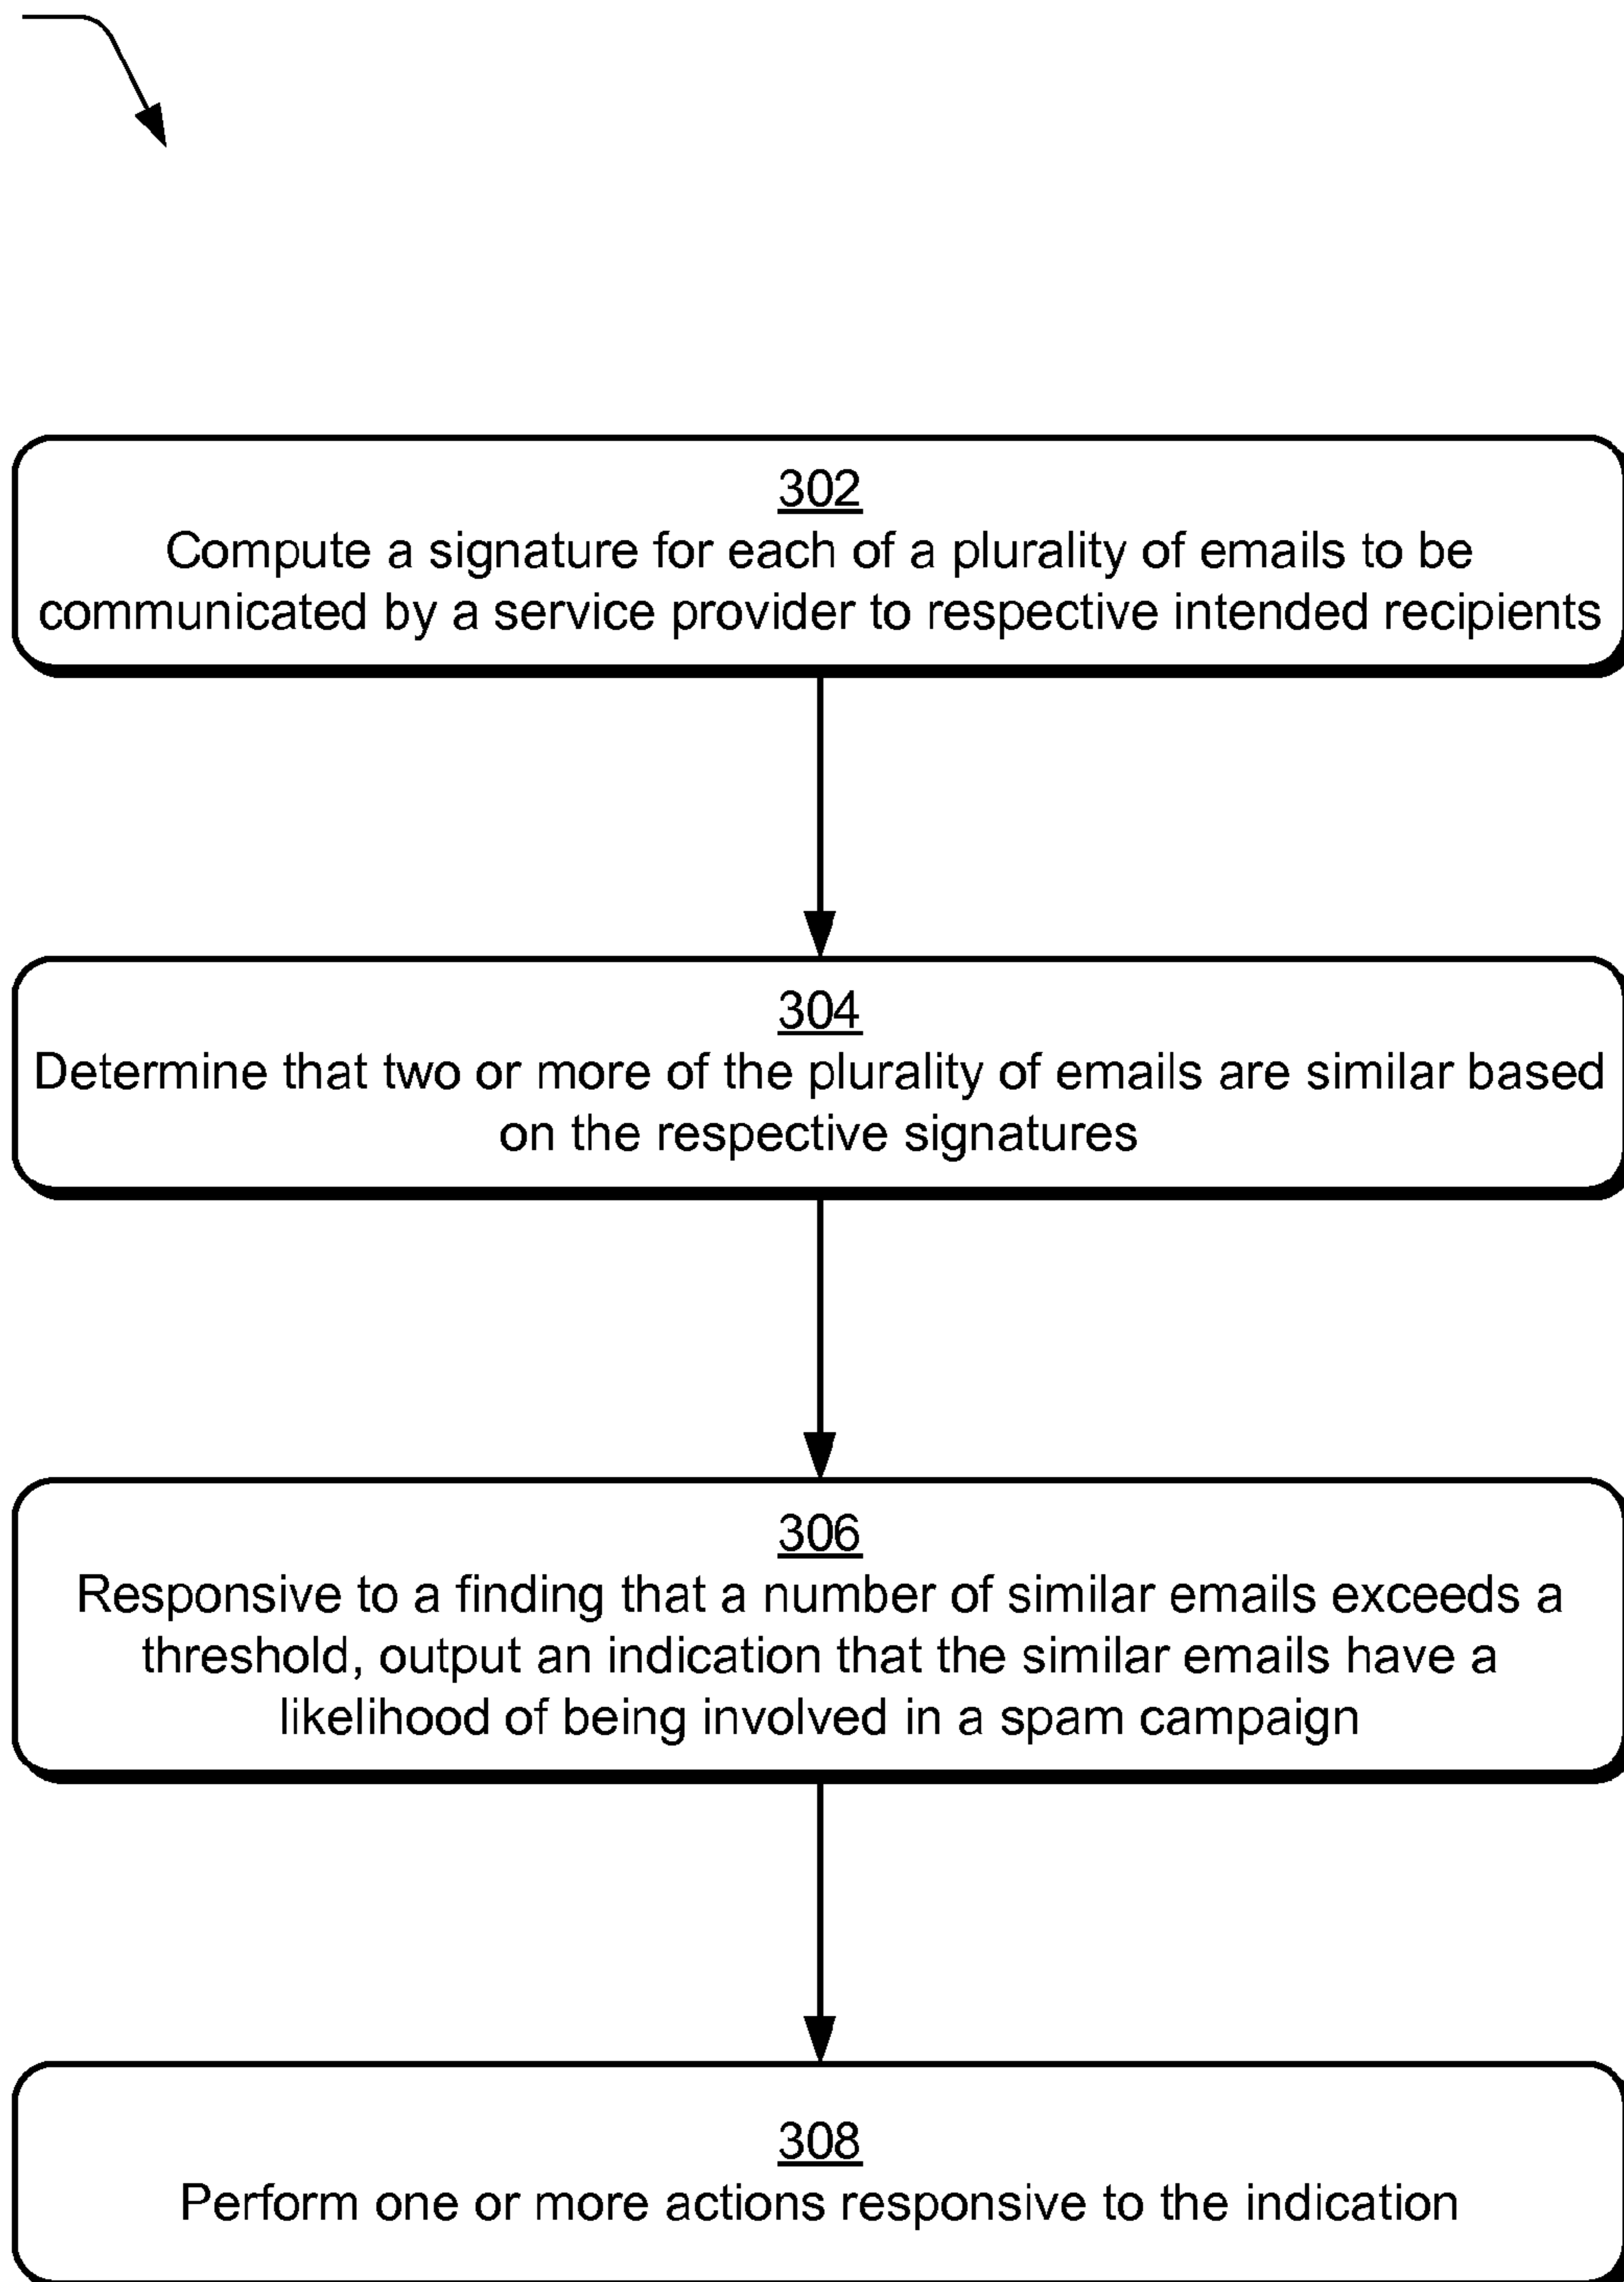 302
Compute a signature for each of a plurality of emails to be
communicated by a service provider to respective intended recipients
304
Determine that two or more of the plurality of emails are similar based
on the respective signatures
306
Responsive to a finding that a number of similar emails exceeds a
threshold, output an indication that the similar emails have a
likelihood of being involved in a spam campaign
308
Perform one or more actions responsive to the indication